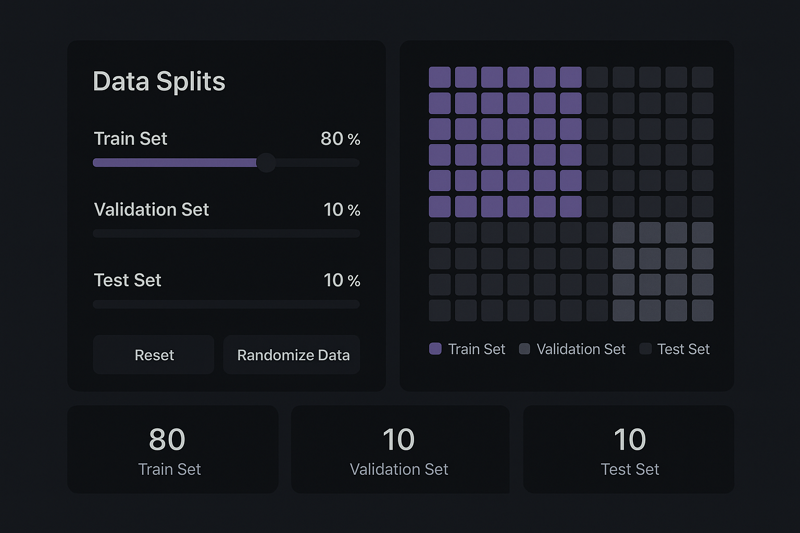 Data Splits
Train Set 80 %
Validation Set 10 %
Test Set 10 %
Reset Randomize Data
Train Set Validation Set Test Set
80
Train Set
10
Validation Set
10
Test Set